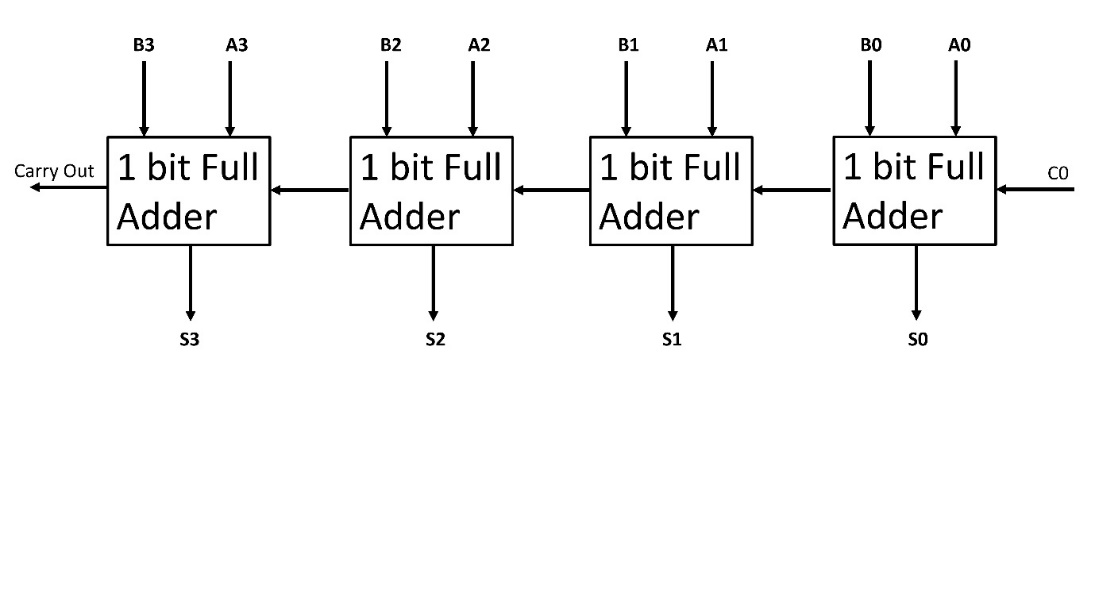 B3 A3 B2 A2 B1 A1 B0 A0
Carry Out
1 bit Full
Adder
1 bit Full
Adder
1 bit Full
Adder
1 bit Full
Adder
C0
S3 S2 S1 S0